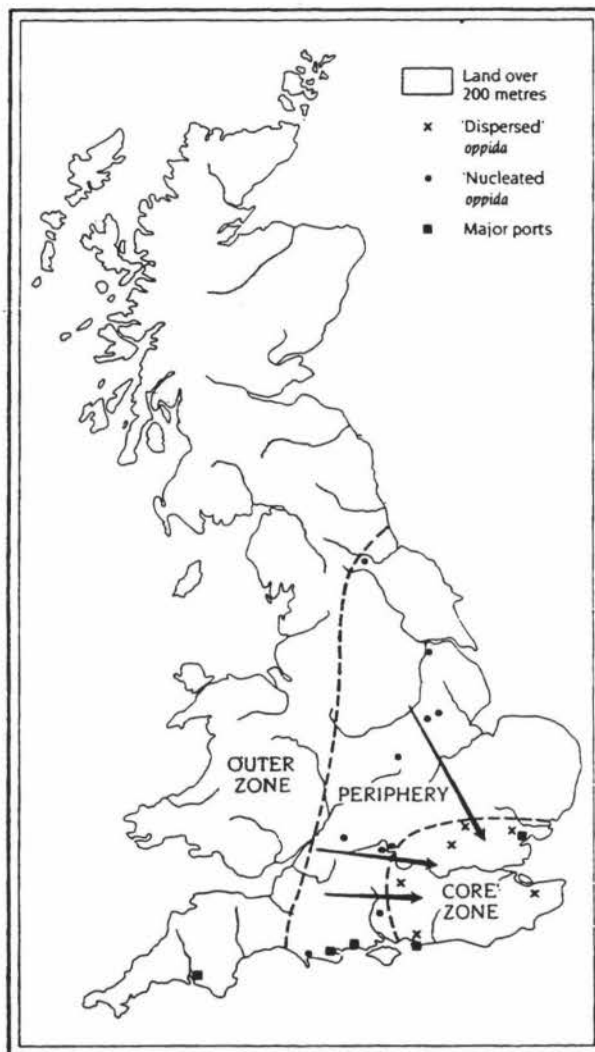 Land over
200 metres
'Dispersed'
oppida
'Nucleated
oppida
Major ports
OUTER
ZONE
PERIPHERY
CORE
ZONE